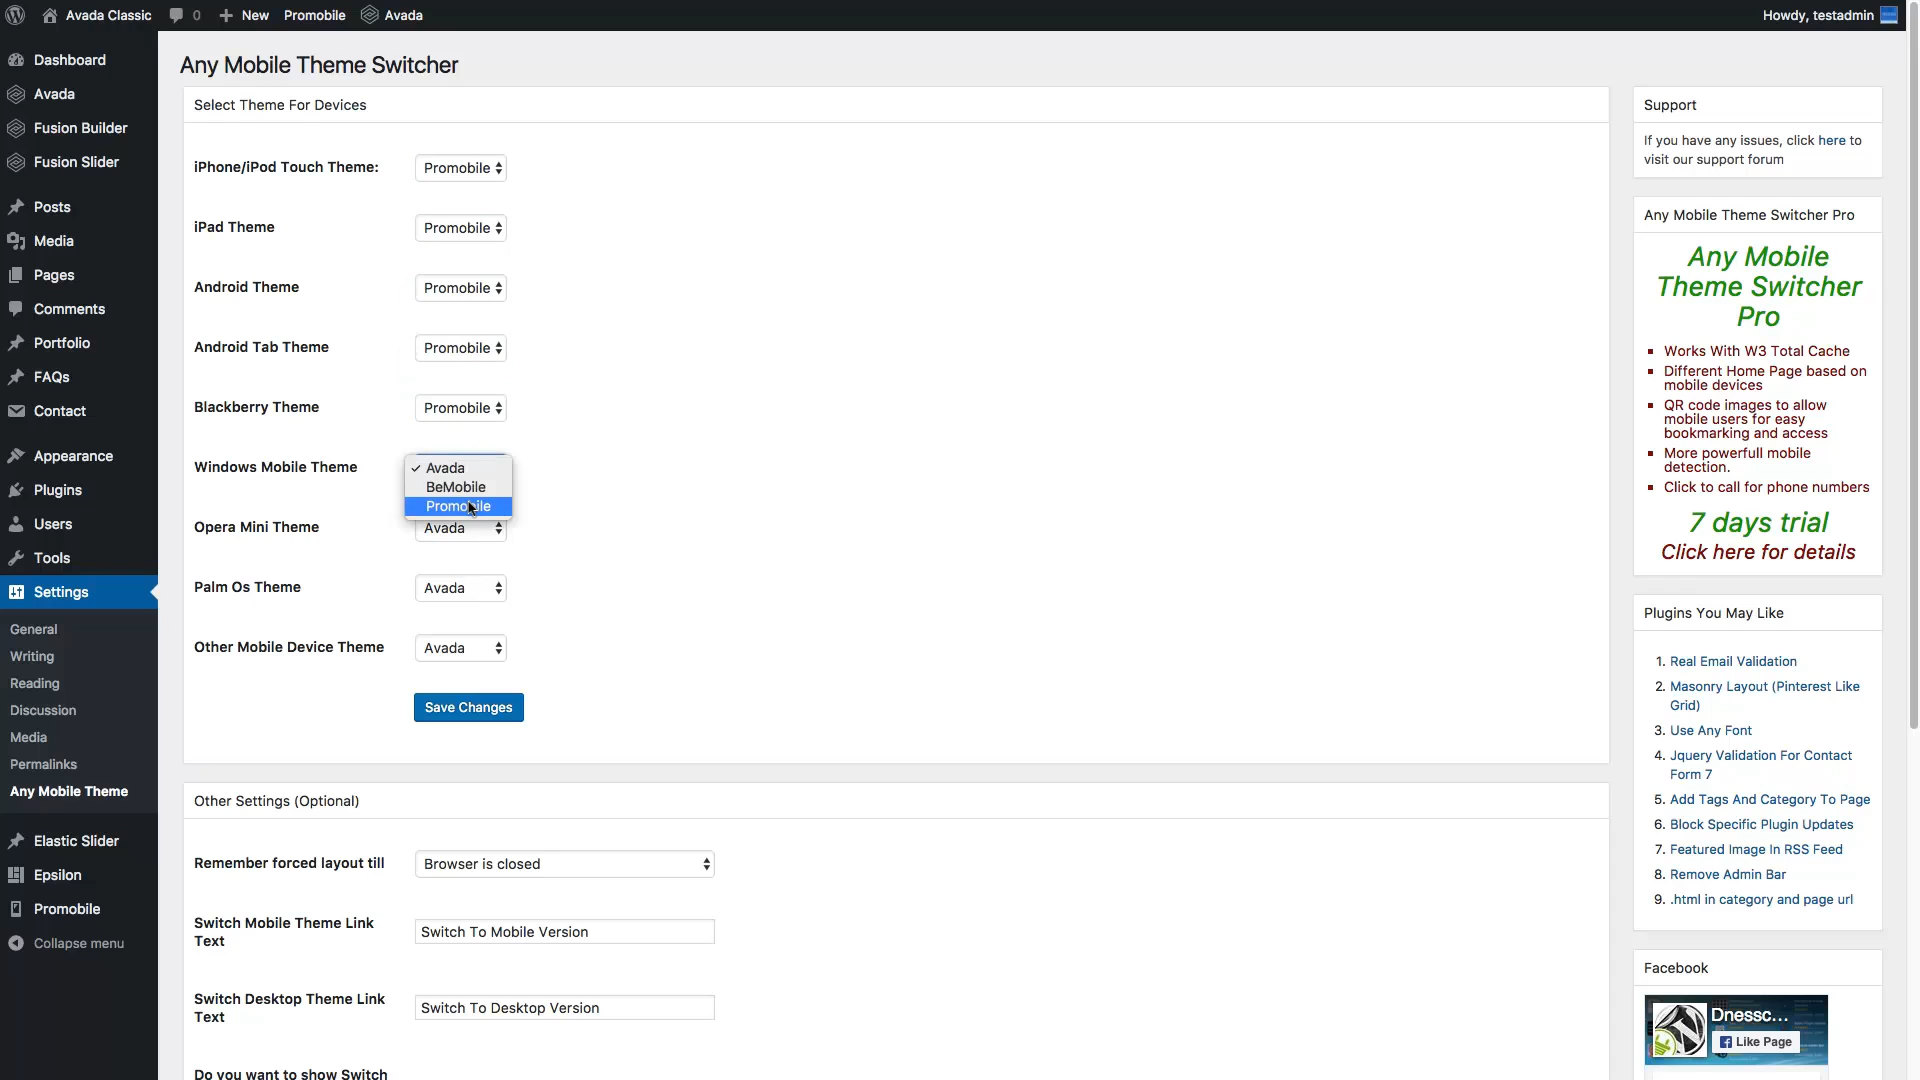 Avada Classic
0
New
Promobile
Avada
Howdy, testadmin
Dashboard
Avada
Fusion Builder
Fusion Slider
Posts
Media
Pages
Comments
Portfolio
FAQs
Contact
Appearance
Plugins
Users
Tools
Settings
General
Writing
Reading
Discussion
Media
Permalinks
Any Mobile Theme
Elastic Slider
Epsilon
Promobile
Collapse menu
Any Mobile Theme Switcher
Select Theme For Devices
iPhone/iPod Touch Theme:
Promobile
iPad Theme
Promobile
Android Theme
Promobile
Android Tab Theme
Promobile
Blackberry Theme
Promobile
Windows Mobile Theme
Avada
BeMobile
Promobile
Opera Mini Theme
Avada
Palm Os Theme
Avada
Other Mobile Device Theme
Avada
Save Changes
Other Settings (Optional)
Remember forced layout till
Browser is closed
Switch Mobile Theme Link
Text
Switch To Mobile Version
Switch Desktop Theme Link
Text
Switch To Desktop Version
Do you want to show Switch
Support
If you have any issues, click here to
visit our support forum
Any Mobile Theme Switcher Pro
Any Mobile
Theme Switcher
Pro
Works With W3 Total Cache
Different Home Page based on
mobile devices
QR code images to allow
mobile users for easy
bookmarking and access
More powerfull mobile
detection.
Click to call for phone numbers
7 days trial
Click here for details
Plugins You May Like
1. Real Email Validation
2. Masonry Layout (Pinterest Like
Grid)
3. Use Any Font
4. Jquery Validation For Contact
Form 7
5. Add Tags And Category To Page
6. Block Specific Plugin Updates
7. Featured Image In RSS Feed
8. Remove Admin Bar
9. .html in category and page url
Facebook
Dnessc...
Like Page